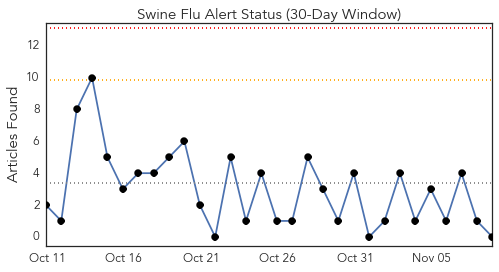 Swine Flu Alert Status (30-Day Window)
Articles Found
12
10
8
6
4
2
0
Oct 11 Oct 16 Oct 21 Oct 26 Oct 31 Nov 05